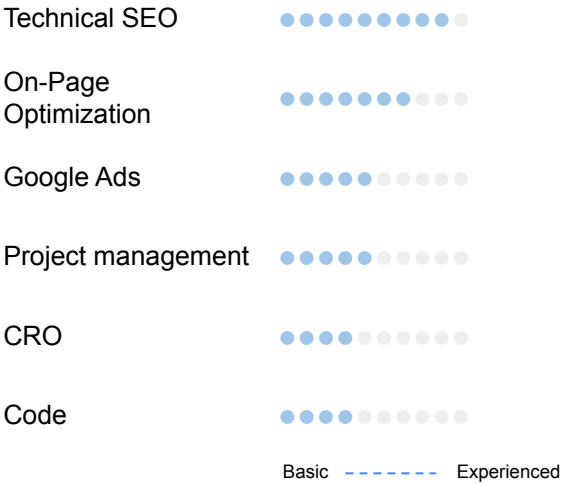 Technical SEO
On-Page
Optimization
Google Ads
Project management
CRO
Code
Basic Experienced